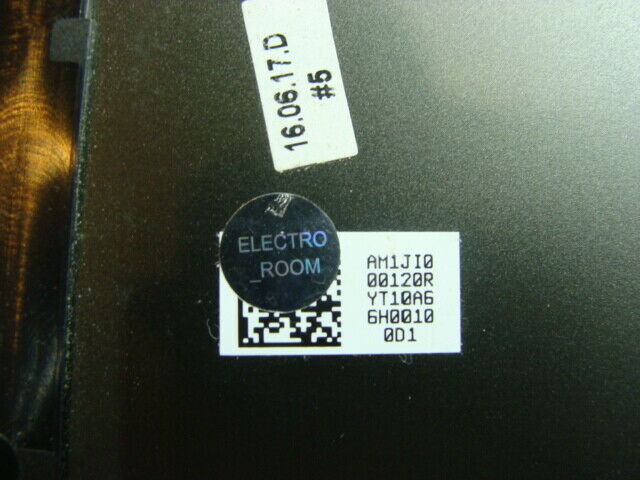 16.06.17.D
#5
ELECTRO
_ROOM
AM1JI0
00120R
YT10A6
6H0010
0D1